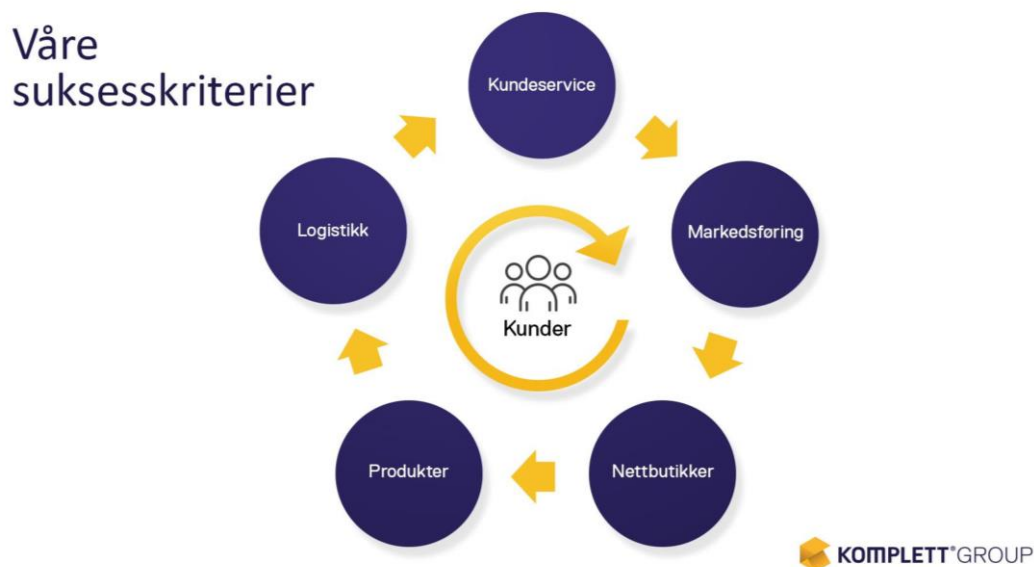 Våre
suksesskriterier
Kundeservice
Markedsføring
Nettbutikker
Produkter
Logistikk
Kunder
KOMPLETT®GROUP